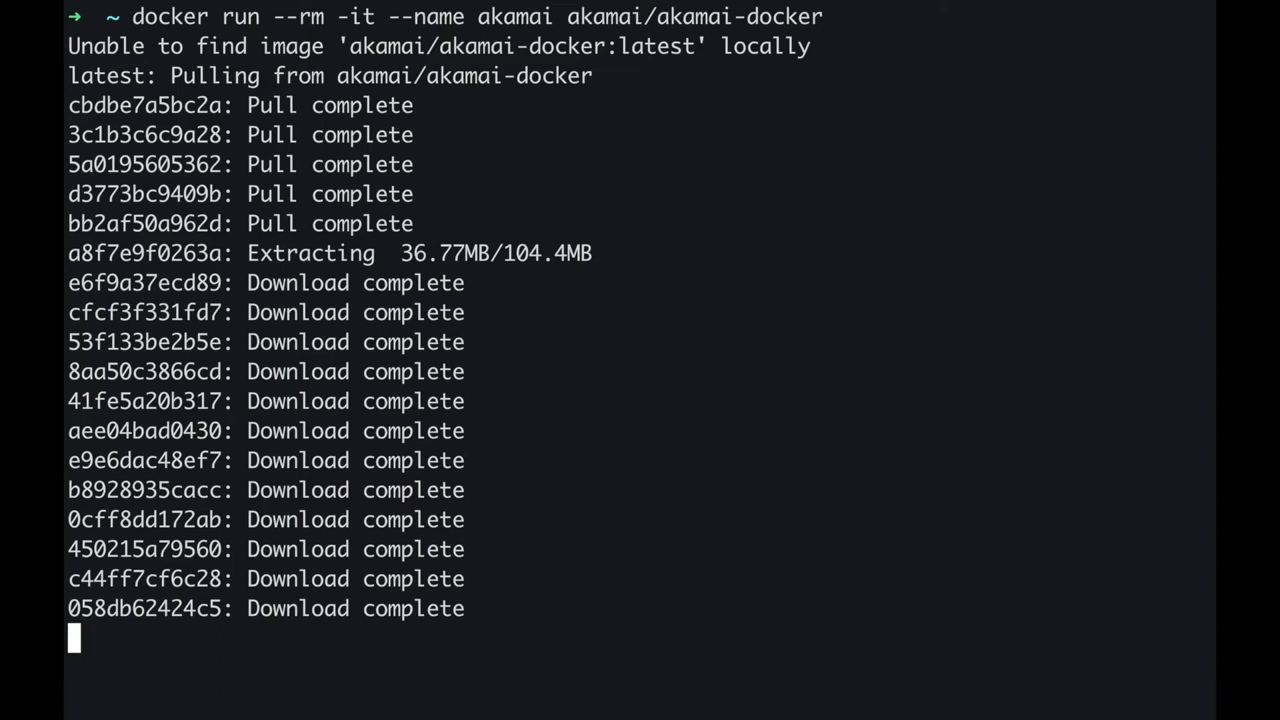 ➜ ~ docker run --rm -it --name akamai akamai/akamai-docker
Unable to find image 'akamai/akamai-docker:latest' locally
latest: Pulling from akamai/akamai-docker
cbdbe7a5bc2a: Pull complete
3c1b3c6c9a28: Pull complete
5a0195605362: Pull complete
d3773bc9409b: Pull complete
bb2af50a962d: Pull complete
a8f7e9f0263a: Extracting 36.77MB/104.4MB
e6f9a37ecd89: Download complete
cfcf3f331fd7: Download complete
53f133be2b5e: Download complete
8aa50c3866cd: Download complete
41fe5a20b317: Download complete
aee04bad0430: Download complete
e9e6dac48ef7: Download complete
b8928935cacc: Download complete
0cff8dd172ab: Download complete
450215a79560: Download complete
c44ff7cf6c28: Download complete
058db62424c5: Download complete